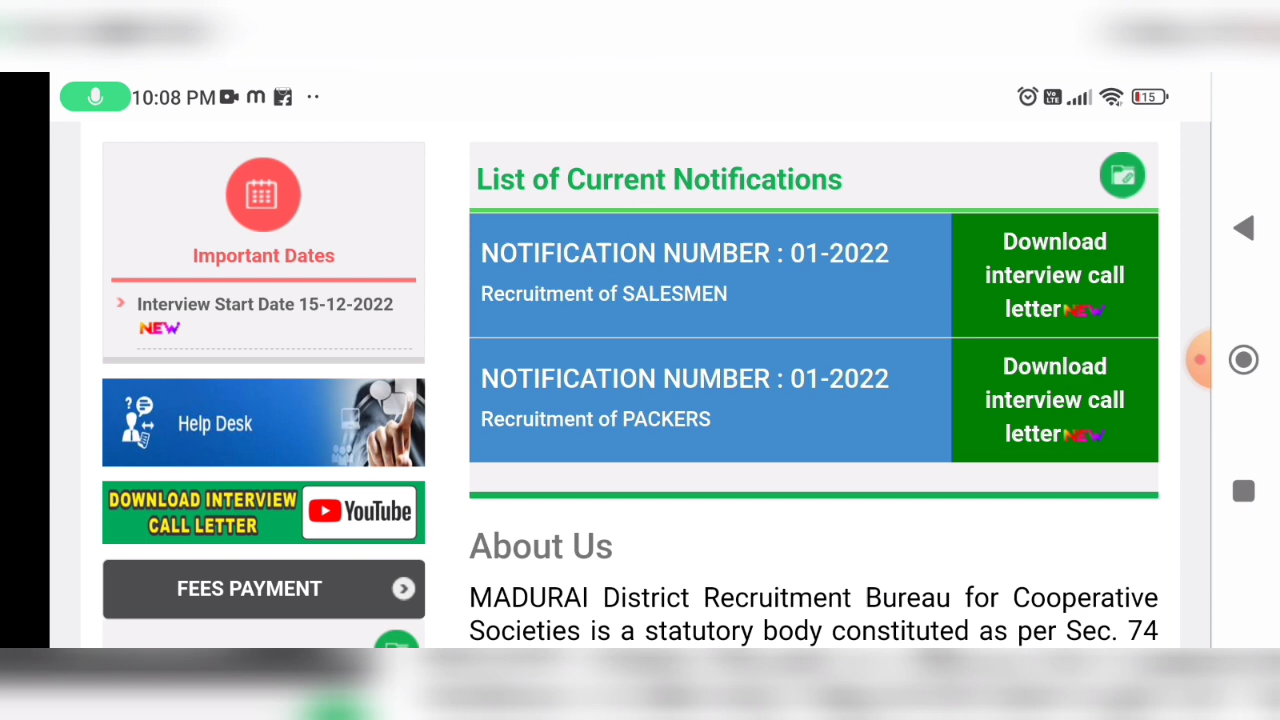 10:08 PM
Vo LTE
15
Important Dates
Interview Start Date 15-12-2022
NEW
Help Desk
DOWNLOAD INTERVIEW
CALL LETTER
YouTube
FEES PAYMENT
List of Current Notifications
NOTIFICATION NUMBER : 01-2022
Recruitment of SALESMEN
Download
interview call
letter NEW
NOTIFICATION NUMBER : 01-2022
Recruitment of PACKERS
Download
interview call
letter NEW
About Us
MADURAI District Recruitment Bureau for Cooperative
Societies is a statutory body constituted as per Sec. 74